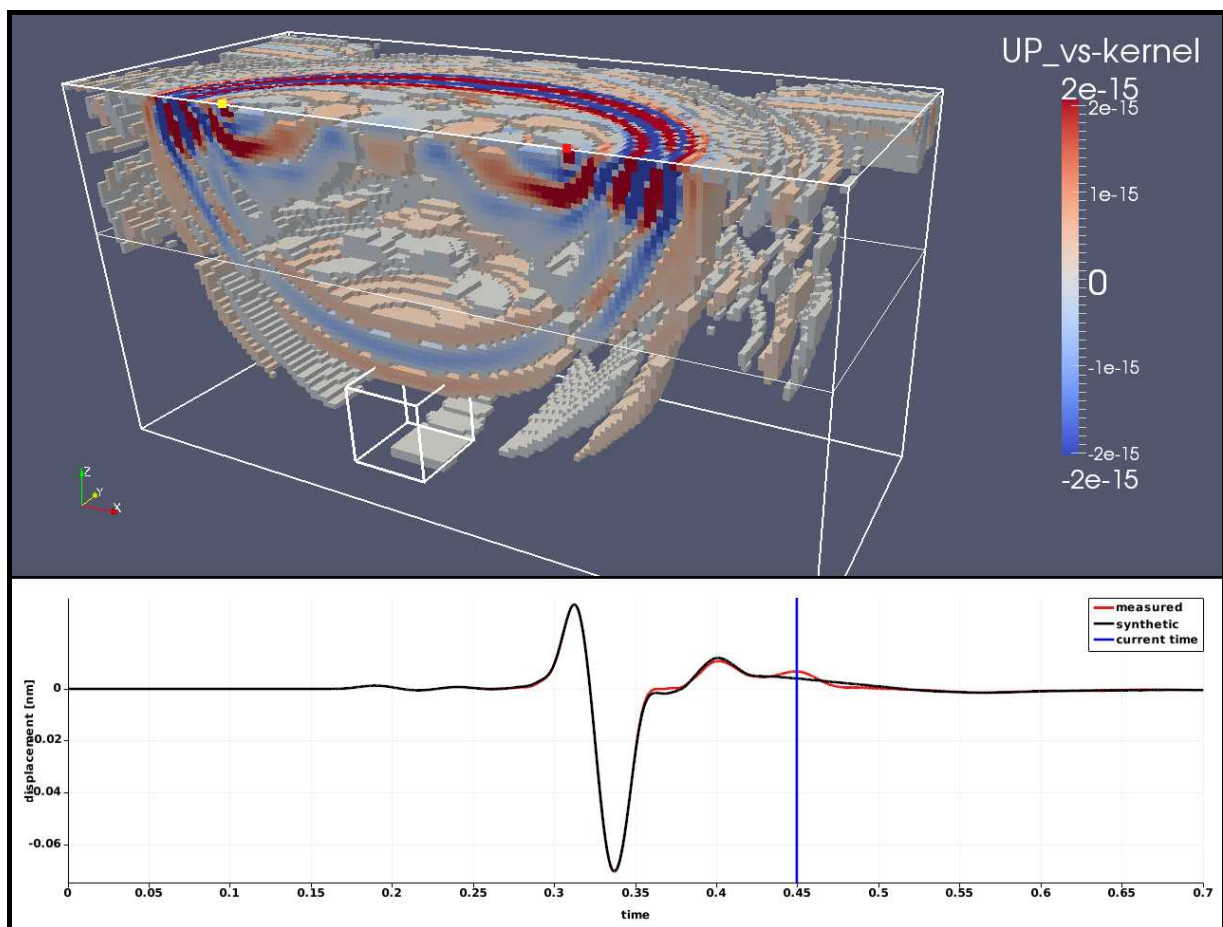 UP_vs-kernel
2e-15
2e-15
1e-15
0
-1e-15
-2e-15
-2e-15
Z
Y
X
measured
synthetic
current time
displacement [nm]
0
-0.02
-0.04
-0.06
0 0.05 0.1 0.15 0.2 0.25 0.3 0.35 0.4 0.45 0.5 0.55 0.6 0.65 0.7
time